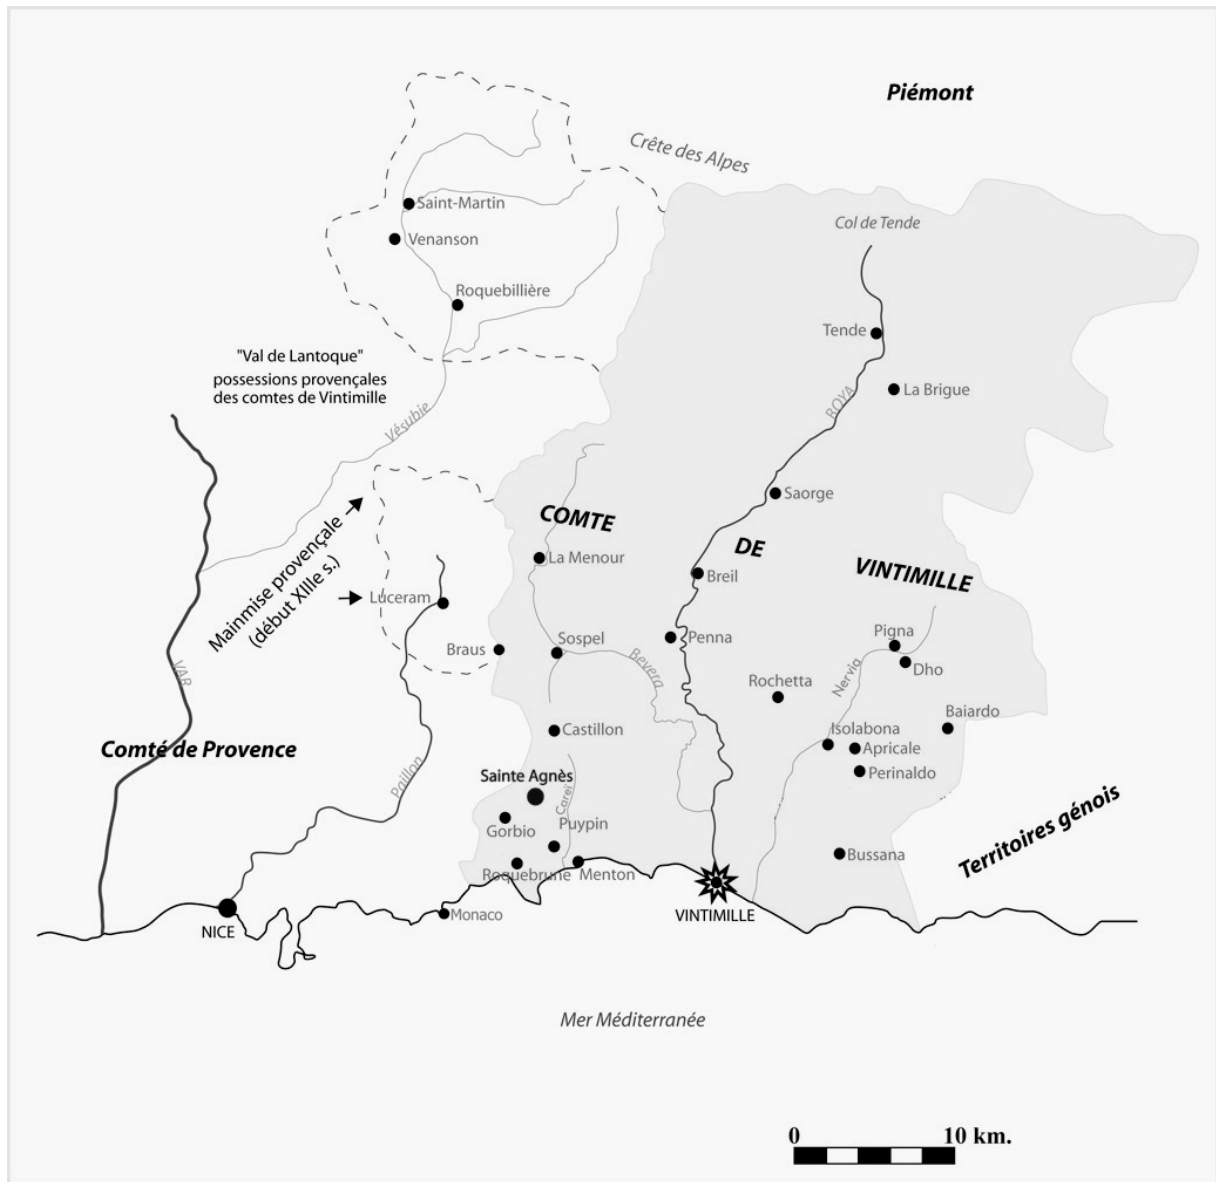 Piémont
Crête des Alpes
Saint-Martin
Col de Tende
Venanson
Roquebillière
Tende
"Val de Lantoque"
possessions provençales
des comtes de Vintimille
La Brigue
ROYA
Vésubie
Saorge
COMTE
DE
VINTIMILLE
Mainmise provençale
(début XIIIe s.)
La Menour
Breil
Luceram
Braus
Sospel
Penna
Pigna
Dho
Bevera
Nervia
VAR
Rochetta
Baiardo
Castillon
Isolabona
Apricale
Comté de Provence
Perinaldo
Paillon
Sainte Agnès
Careï
Gorbio
Puypin
Territoires génois
Bussana
Roquebrune
Menton
Monaco
VINTIMILLE
NICE
Mer Méditerranée
0 10 km.